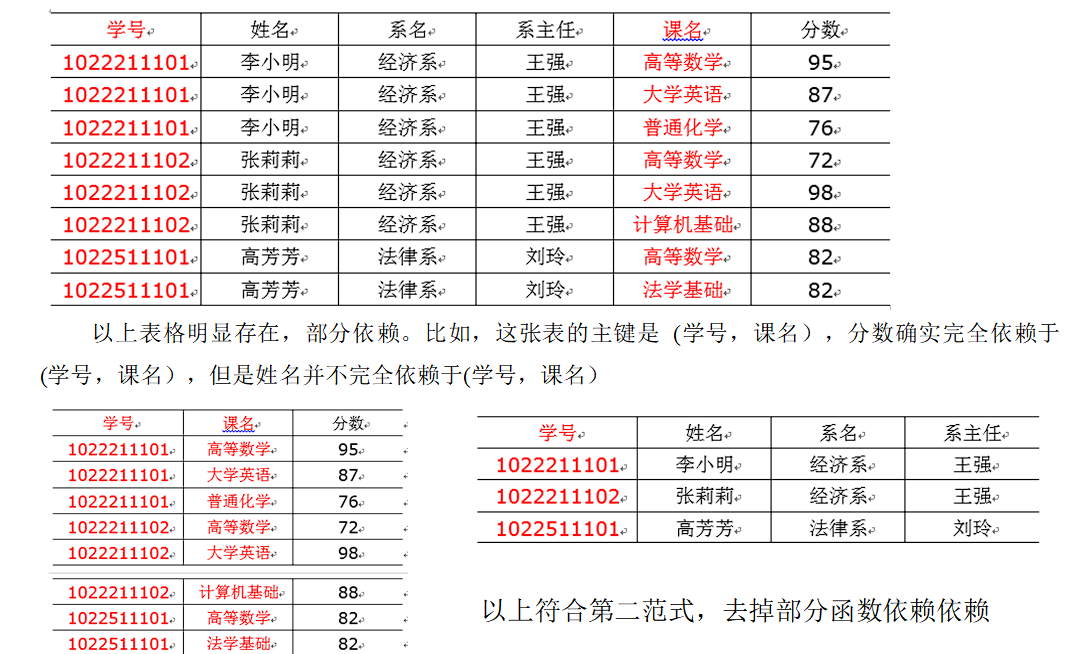 学号 姓名 系名 系主任 课名 分数
1022211101 李小明 经济系 王强 高等数学 95
1022211101 李小明 经济系 王强 大学英语 87
1022211101 李小明 经济系 王强 普通化学 76
1022211102 张莉莉 经济系 王强 高等数学 72
1022211102 张莉莉 经济系 王强 大学英语 98
1022211102 张莉莉 经济系 王强 计算机基础 88
1022511101 高芳芳 法律系 刘玲 高等数学 82
1022511101 高芳芳 法律系 刘玲 法学基础 82
以上表格明显存在，部分依赖。比如，这张表的主键是 (学号，课名），分数确实完全依赖于
(学号，课名），但是姓名并不完全依赖于(学号，课名）
学号 课名 分数
1022211101 高等数学 95
1022211101 大学英语 87
1022211101 普通化学 76
1022211102 高等数学 72
1022211102 大学英语 98
1022211102 计算机基础 88
1022511101 高等数学 82
1022511101 法学基础 82
学号 姓名 系名 系主任
1022211101 李小明 经济系 王强
1022211102 张莉莉 经济系 王强
1022511101 高芳芳 法律系 刘玲
以上符合第二范式，去掉部分函数依赖依赖